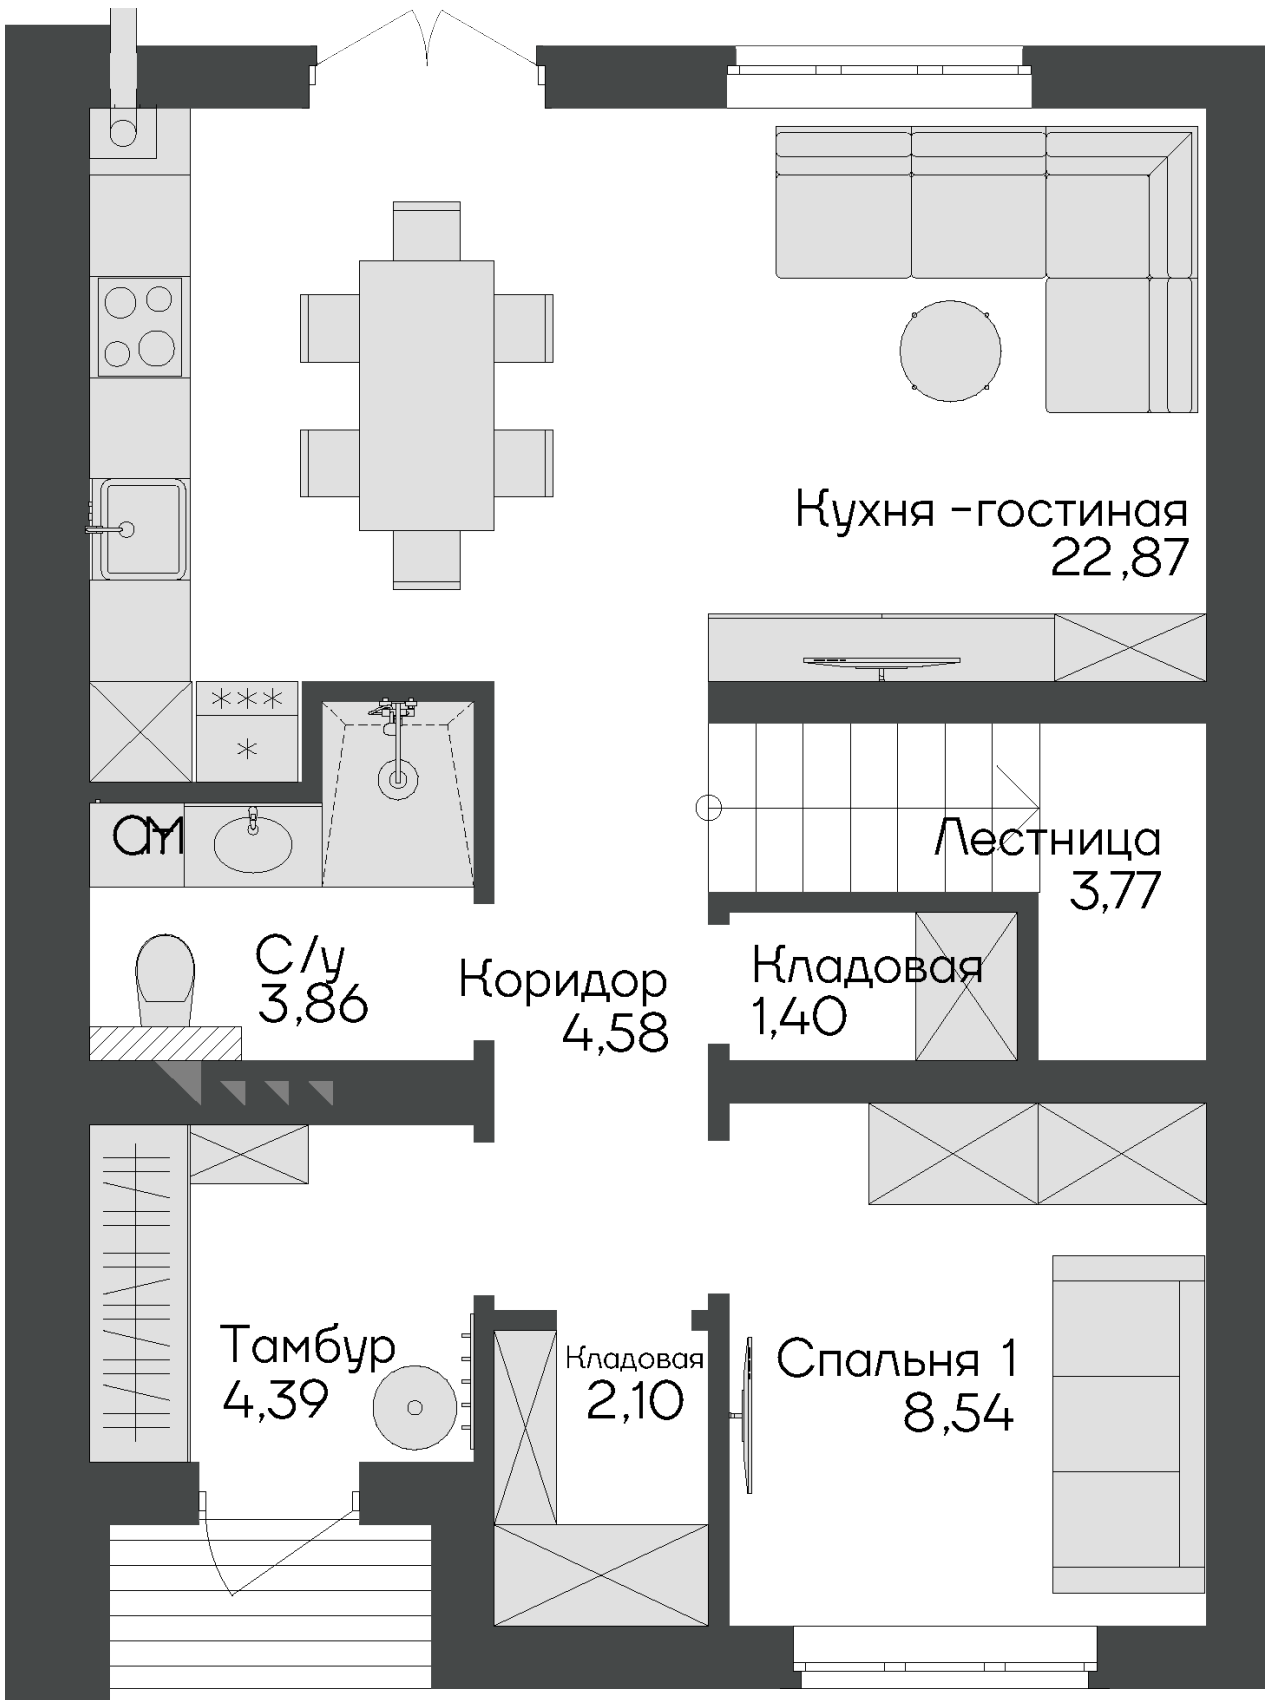 Кухня -гостиная
22,87
СМ
Лестница
3,77
С/у
3,86
Коридор
4,58
Кладовая
1,40
Тамбур
4,39
Кладовая
2,10
Спальня 1
8,54